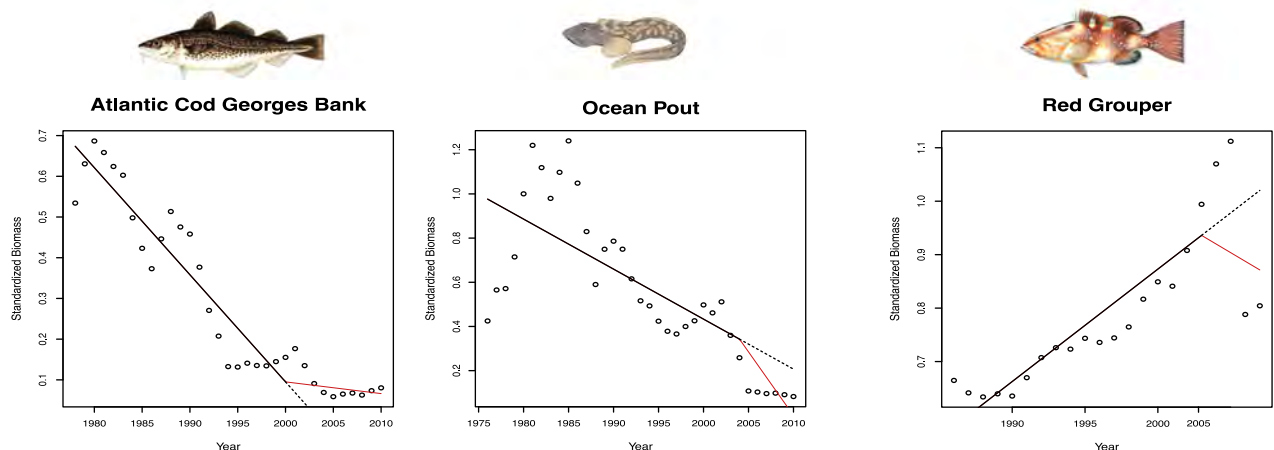 Atlantic Cod Georges Bank
Standardized Biomass
0.7
0.6
0.5
0.4
0.3
0.2
0.1
1980 1985 1990 1995 2000 2005 2010
Year
Ocean Pout
Standardized Biomass
1.2
1.0
0.8
0.6
0.4
0.2
1975 1980 1985 1990 1995 2000 2005 2010
Year
Red Grouper
Standardized Biomass
1.1
1.0
0.9
0.8
0.7
1990 1995 2000 2005
Year